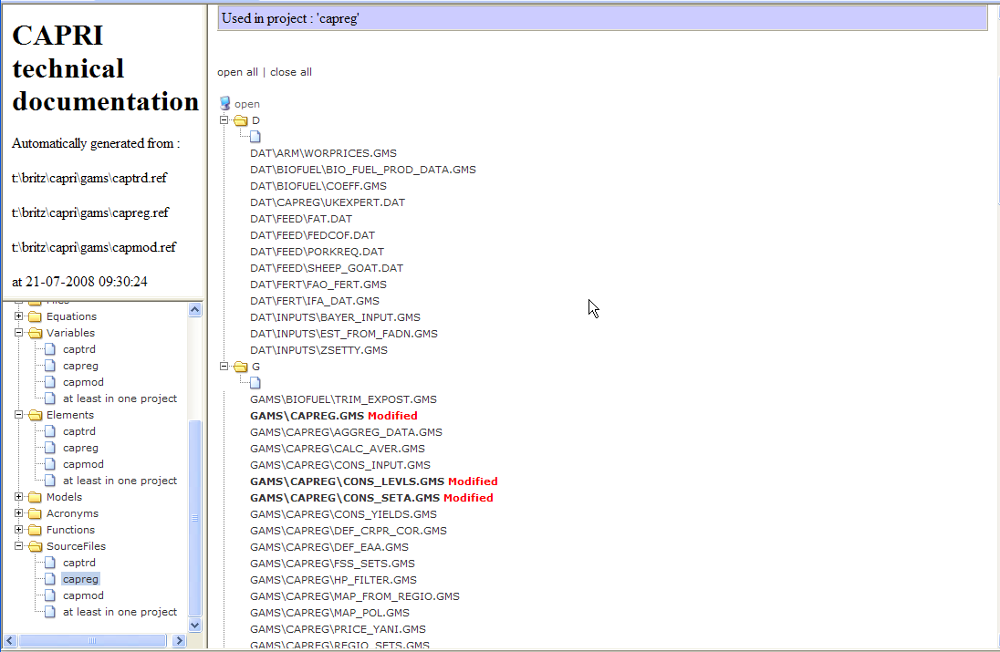 CAPRI
technical
documentation
Automatically generated from :
t:\britz\capri\gams\captrd.ref
t:\britz\capri\gams\capreg.ref
t:\britz\capri\gams\capmod.ref
at 21-07-2008 09:30:24
Files
Equations
Variables
captrd
capreg
capmod
at least in one project
Elements
captrd
capreg
capmod
at least in one project
Models
Acronyms
Functions
SourceFiles
captrd
capreg
capmod
at least in one project
Used in project : 'capreg'
open all | close all
open
D
DAT\ARM\WORPRICES.GMS
DAT\BIOFUEL\BIO_FUEL_PROD_DATA.GMS
DAT\BIOFUEL\COEFF.GMS
DAT\CAPREG\UKEXPERT.DAT
DAT\FEED\FAT.DAT
DAT\FEED\FEDCOF.DAT
DAT\FEED\PORKREQ.DAT
DAT\FEED\SHEEP_GOAT.DAT
DAT\FERT\FAO_FERT.GMS
DAT\FERT\IFA_DAT.GMS
DAT\INPUTS\BAYER_INPUT.GMS
DAT\INPUTS\EST_FROM_FADN.GMS
DAT\INPUTS\ZSETTY.GMS
G
GAMS\BIOFUEL\TRIM_EXPOST.GMS
GAMS\CAPREG.GMS Modified
GAMS\CAPREG\AGGREG_DATA.GMS
GAMS\CAPREG\CALC_AVER.GMS
GAMS\CAPREG\CONS_INPUT.GMS
GAMS\CAPREG\CONS_LEVLS.GMS Modified
GAMS\CAPREG\CONS_SETA.GMS Modified
GAMS\CAPREG\CONS_YIELDS.GMS
GAMS\CAPREG\DEF_CRPR_COR.GMS
GAMS\CAPREG\DEF_EAA.GMS
GAMS\CAPREG\FSS_SETS.GMS
GAMS\CAPREG\HP_FILTER.GMS
GAMS\CAPREG\MAP_FROM_REGIO.GMS
GAMS\CAPREG\MAP_POL.GMS
GAMS\CAPREG\PRICE_YANI.GMS
GAMS\CAPREG\REGIO_SETS.GMS